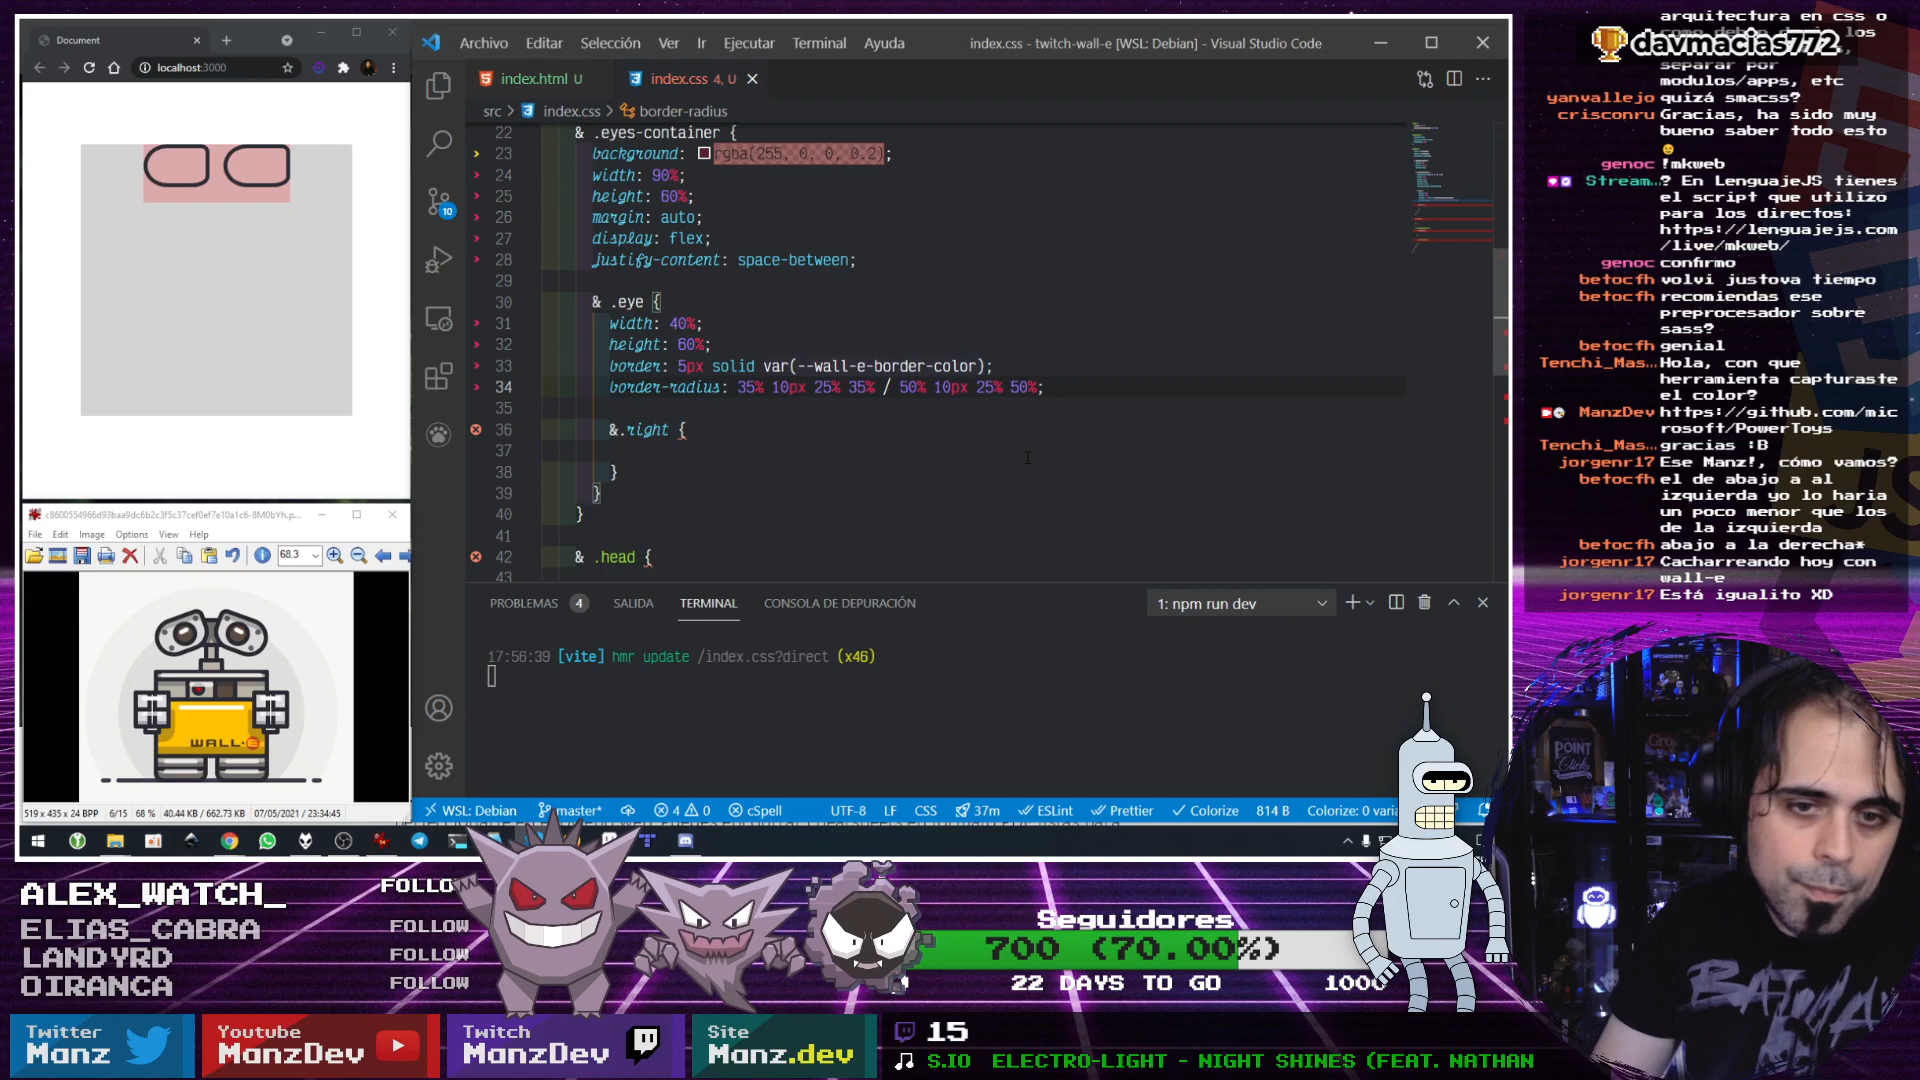 Document
localhost:3000
Archivo Editar Selección Ver Ir Ejecutar Terminal Ayuda
index.css - twitch-wall-e [WSL: Debian] - Visual Studio Code
index.html U
index.css 4, U
src > index.css > border-radius
22 & .eyes-container {
23 background: rgba(255, 0, 0, 0.2);
24 width: 90%;
25 height: 60%;
26 margin: auto;
27 display: flex;
28 justify-content: space-between;
29
30 & .eye {
31 width: 40%;
32 height: 60%;
33 border: 5px solid var(--wall-e-border-color);
34 border-radius: 35% 10px 25% 35% / 50% 10px 25% 50%;
35
36 &.right {
37
38 }
39 }
40 }
41
42 & .head {
43
10
PROBLEMAS 4 SALIDA TERMINAL CONSOLA DE DEPURACIÓN
1: npm run dev
17:56:39 [vite] hmr update /index.css?direct (x46)
WSL: Debian master* 4 0 cSpell UTF-8 LF CSS 37m ESLint Prettier Colorize 814 B
c8600554966d93baa9dc6b2c3f5c37cef0ef7e10a1c6-8M0bYh.p...
File Edit Image Options View Help
68.3
WALL·E
519 x 435 x 24 BPP 6/15 68 % 40.44 KB / 662.73 KB 07/05/2021 / 23:34:45
arquitectura en css o
davmacias772
separar por
modulos/apps, etc
yanvallejo quizá smacss?
crisconru Gracias, ha sido muy
bueno saber todo esto
genoc !mkweb
Stream…? En LenguajeJS tienes
el script que utilizo
para los directos:
https://lenguajejs.com
/live/mkweb/
genoc confirmo
betocfh volvi justova tiempo
betocfh recomiendas ese
preprocesador sobre
sass?
betocfh genial
Tenchi_Mas… Hola, con que
herramienta capturaste
el color?
ManzDev https://github.com/mic
rosoft/PowerToys
Tenchi_Mas… gracias :B
jorgenr17 Ese Manz!, cómo vamos?
betocfh el de abajo a al
izquierda yo lo haria
un poco menor que los
de la izquierda
betocfh abajo a la derecha*
jorgenr17 Cacharreando hoy con
wall-e
jorgenr17 Está igualito XD
POINT
Click
ALEX_WATCH_ FOLLO
ELIAS_CABRA FOLLOW
LANDYRD FOLLOW
OIRANCA FOLLOW
Seguidores
700 (70.00%)
22 DAYS TO GO
1000
Twitter
Manz
Youtube
ManzDev
Twitch
ManzDev
Site
Manz.dev
15
S.IO ELECTRO-LIGHT - NIGHT SHINES (FEAT. NATHAN